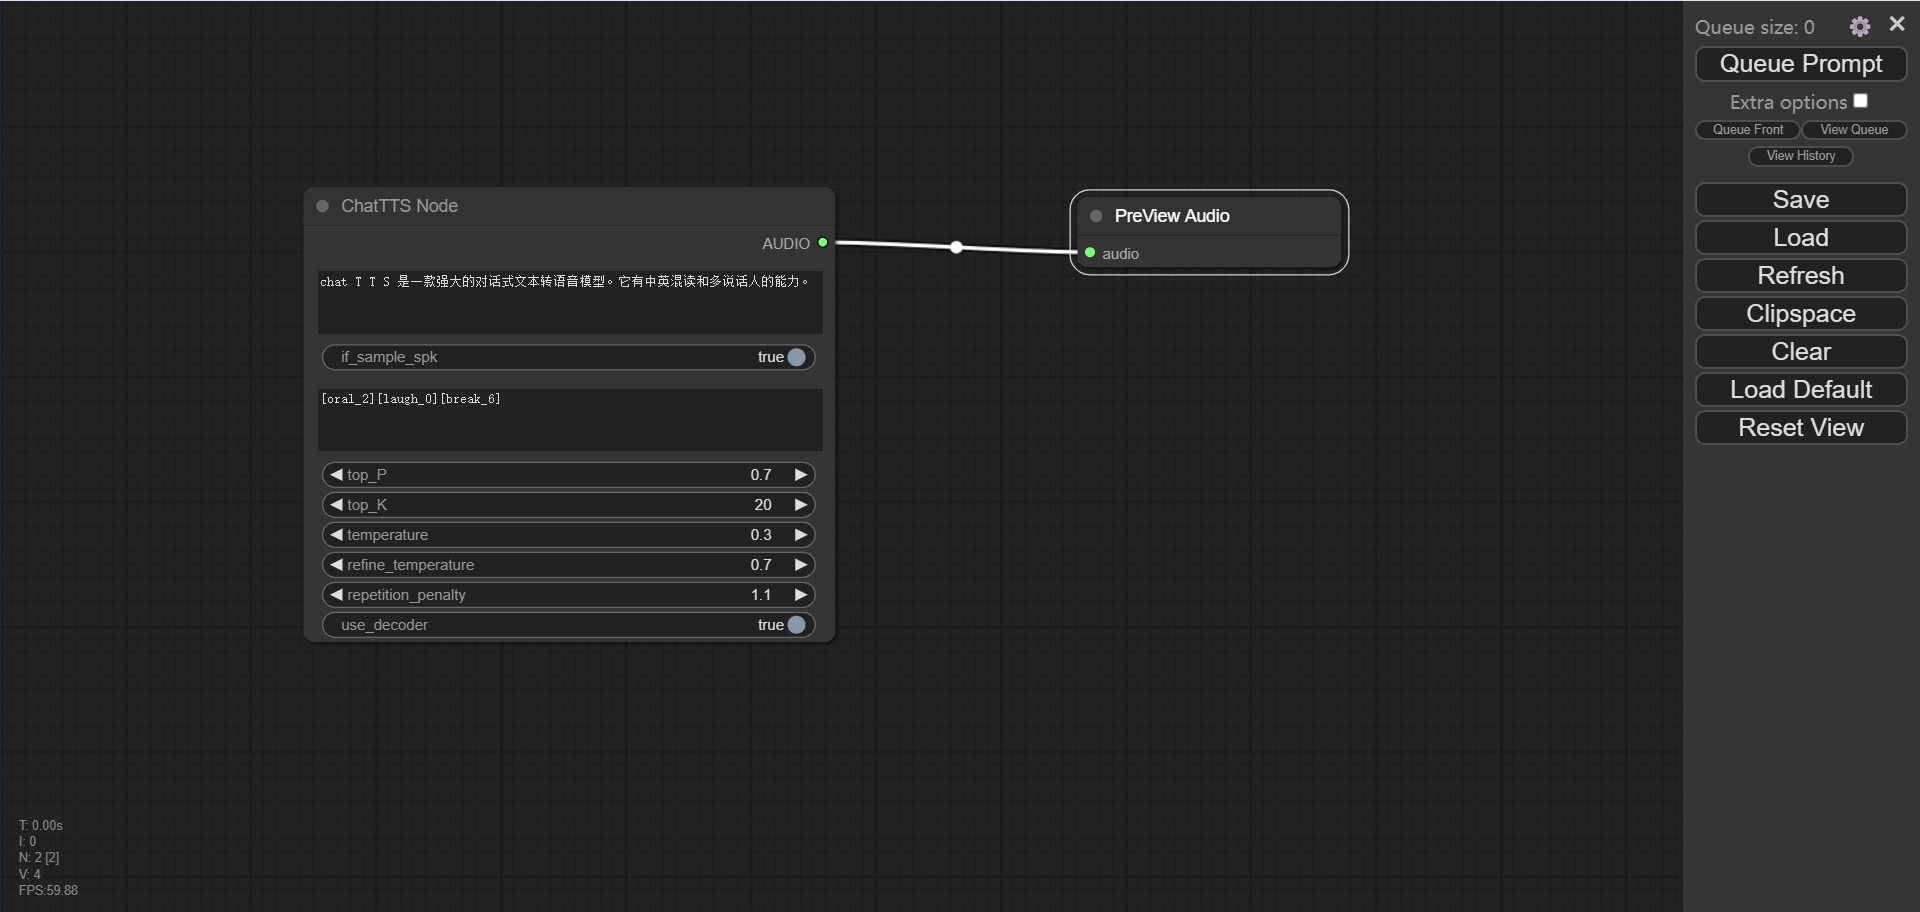 Queue size: 0
Queue Prompt
Extra options
Queue Front
View Queue
View History
Save
Load
Refresh
Clipspace
Clear
Load Default
Reset View
ChatTTS Node
AUDIO
chat T T S 是一款强大的对话式文本转语音模型。它有中英混读和多说话人的能力。
if_sample_spk true
[oral_2][laugh_0][break_6]
top_P 0.7
top_K 20
temperature 0.3
refine_temperature 0.7
repetition_penalty 1.1
use_decoder true
PreView Audio
audio
T: 0.00s
I: 0
N: 2 [2]
V: 4
FPS:59.88